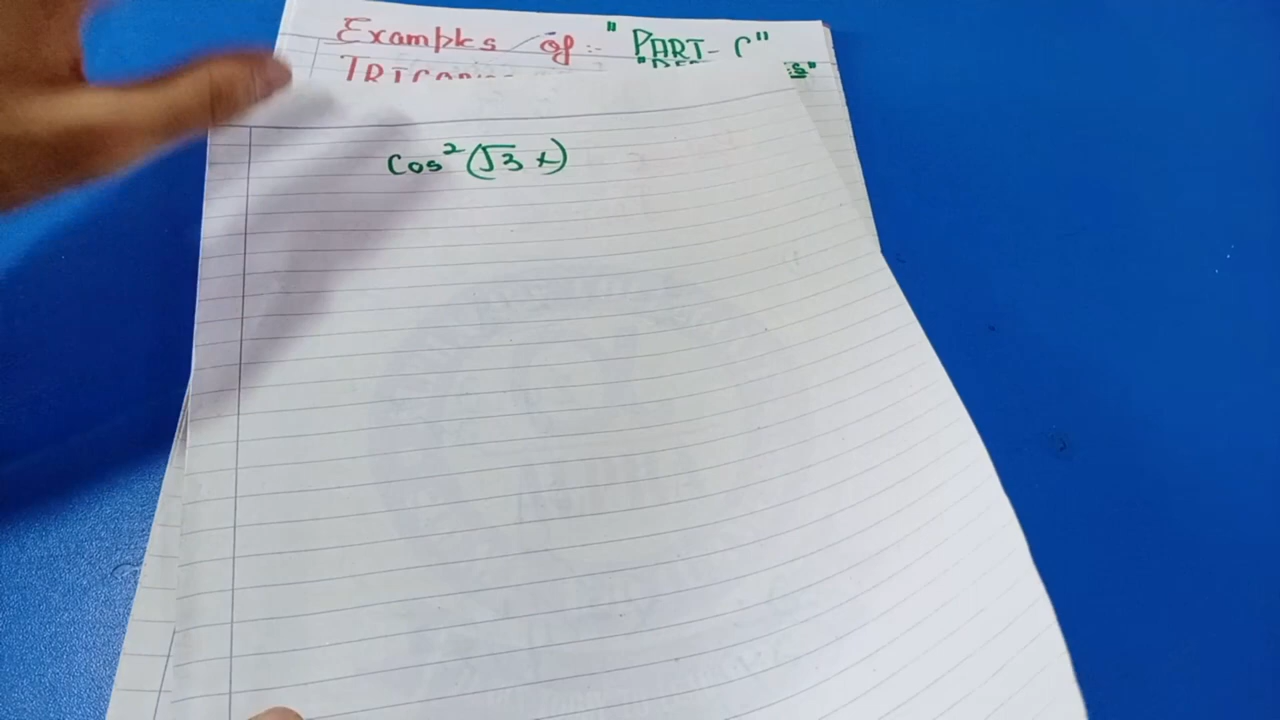 Examples of :- "PART- C"
cos²(√3 x)